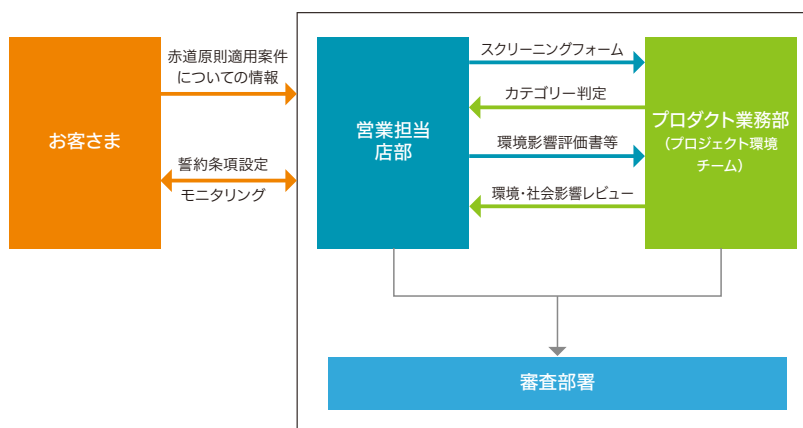 お客さま
赤道原則適用案件
についての情報
誓約条項設定
モニタリング
営業担当
店部
スクリーニングフォーム
カテゴリー判定
環境影響評価書等
環境・社会影響レビュー
プロダクト業務部
（プロジェクト環境
チーム）
審査部署